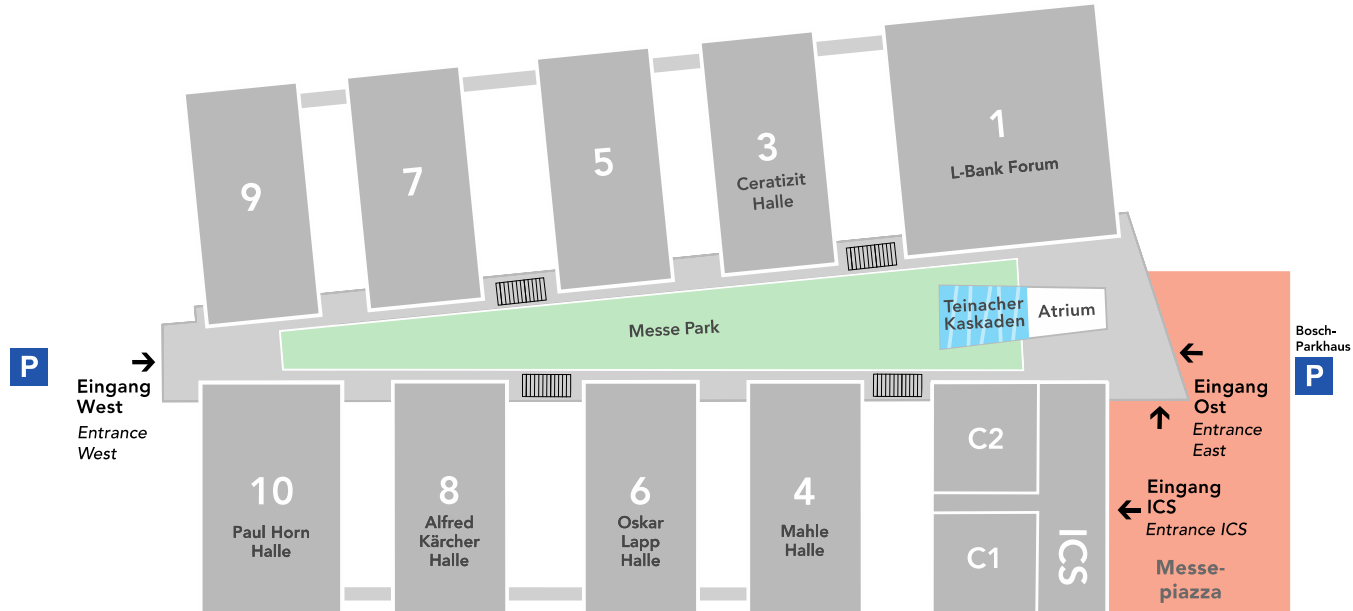 9
7
5
3
Ceratizit
Halle
1
L-Bank Forum
Messe Park
Teinacher
Kaskaden
Atrium
P
Eingang
West
Entrance
West
Bosch-
Parkhaus
P
Eingang
Ost
Entrance
East
Eingang
ICS
Entrance ICS
Messe-
piazza
10
Paul Horn
Halle
8
Alfred
Kärcher
Halle
6
Oskar
Lapp
Halle
4
Mahle
Halle
C2
C1
ICS